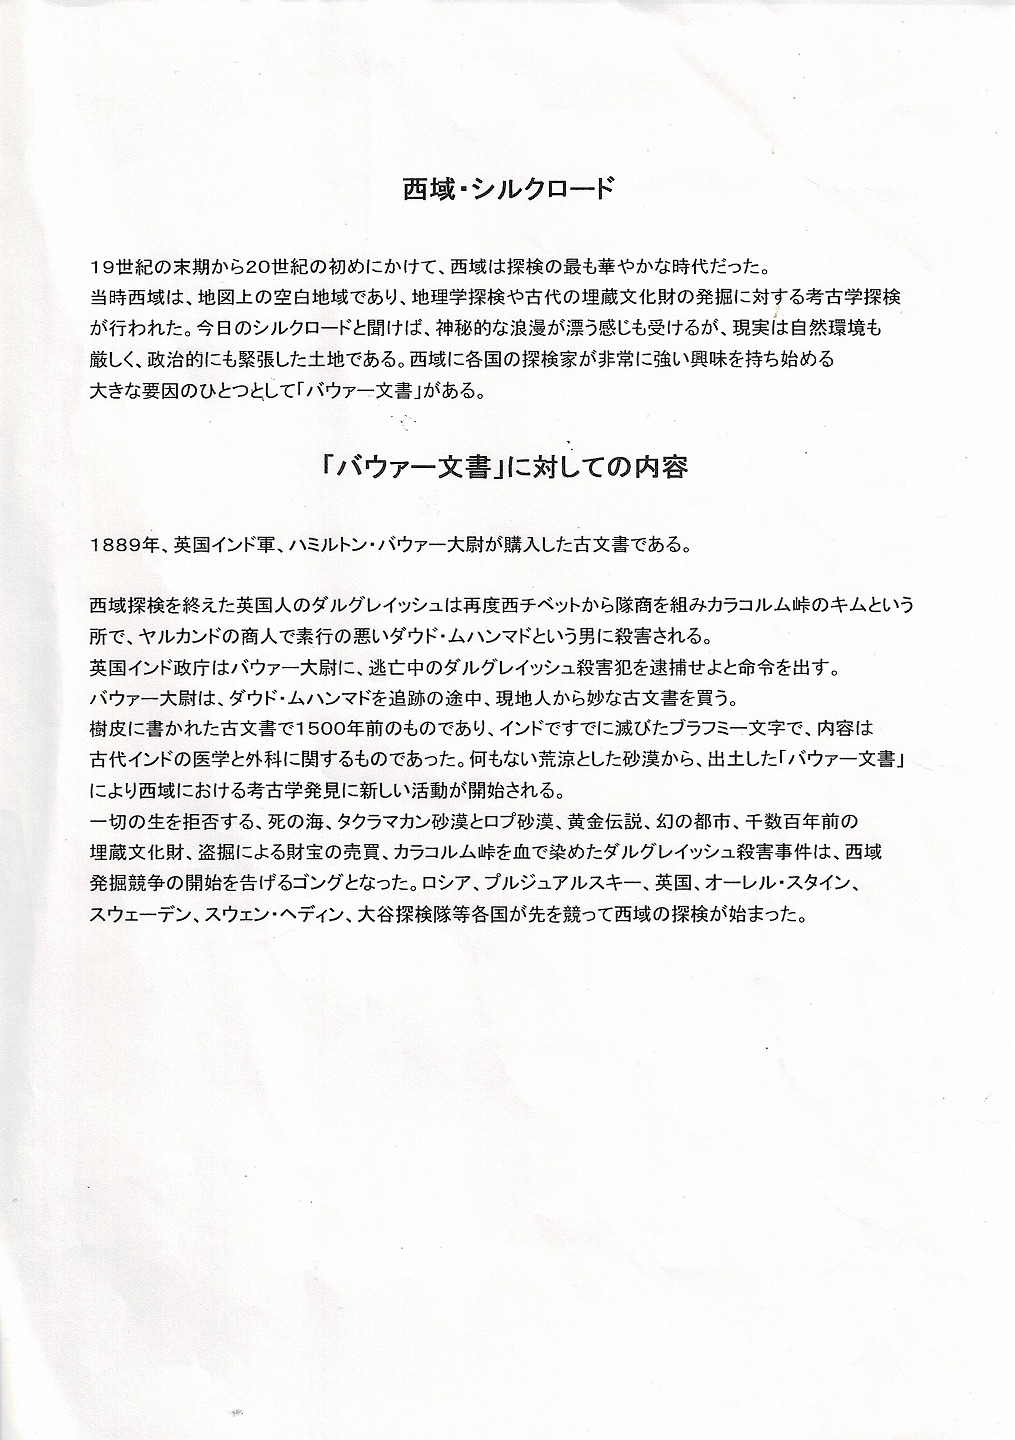 西域・シルクロード
19世紀の末期から20世紀の初めにかけて、西域は探検の最も華やかな時代だった。
当時西域は、地図上の空白地域であり、地理学探検や古代の埋蔵文化財の発掘に対する考古学探検
が行われた。今日のシルクロードと聞けば、神秘的な浪漫が漂う感じも受けるが、現実は自然環境も
厳しく、政治的にも緊張した土地である。西域に各国の探検家が非常に強い興味を持ち始める
大きな要因のひとつとして「バウァー文書」がある。
「バウァー文書」に対しての内容
1889年、英国インド軍、ハミルトン・バウァー大尉が購入した古文書である。
西域探検を終えた英国人のダルグレイッシュは再度西チベットから隊商を組みカラコルム峠のキムという
所で、ヤルカンドの商人で素行の悪いダウド・ムハンマドという男に殺害される。
英国インド政庁はバウァー大尉に、逃亡中のダルグレイッシュ殺害犯を逮捕せよと命令を出す。
バウァー大尉は、ダウド・ムハンマドを追跡の途中、現地人から妙な古文書を買う。
樹皮に書かれた古文書で1500年前のものであり、インドですでに滅びたブラフミー文字で、内容は
古代インドの医学と外科に関するものであった。何もない荒涼とした砂漠から、出土した「バウァー文書」
により西域における考古学発見に新しい活動が開始される。
一切の生を拒否する、死の海、タクラマカン砂漠とロプ砂漠、黄金伝説、幻の都市、千数百年前の
埋蔵文化財、盗掘による財宝の売買、カラコルム峠を血で染めたダルグレイッシュ殺害事件は、西域
発掘競争の開始を告げるゴングとなった。ロシア、プルジュアルスキー、英国、オーレル・スタイン、
スウェーデン、スウェン・ヘディン、大谷探検隊等各国が先を競って西域の探検が始まった。